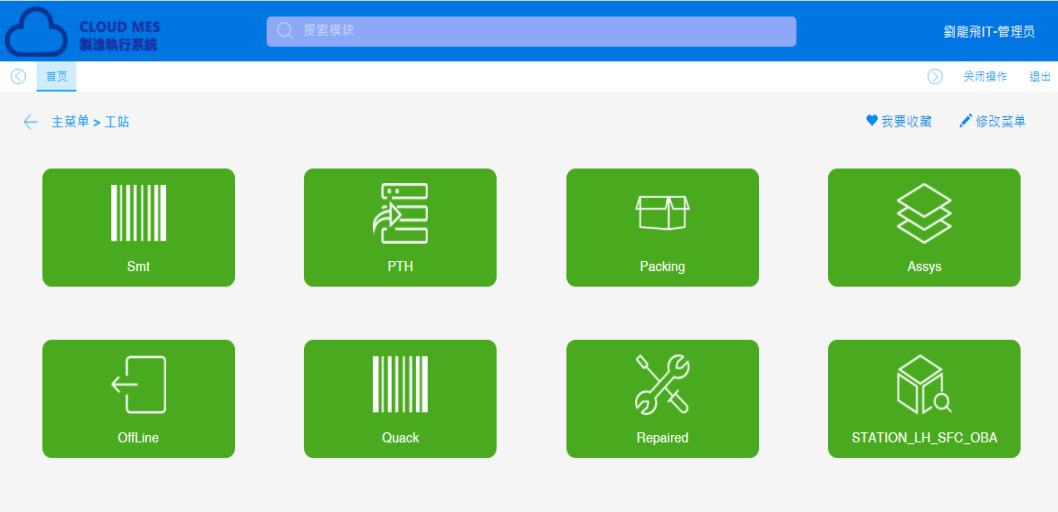 CLOUD MES
製造執行系統
搜索模块
劉龍飛IT-管理员
首页
关闭操作
退出
主菜单 > 工站
我要收藏
修改菜单
Smt
PTH
Packing
Assys
OffLine
Quack
Repaired
STATION_LH_SFC_OBA